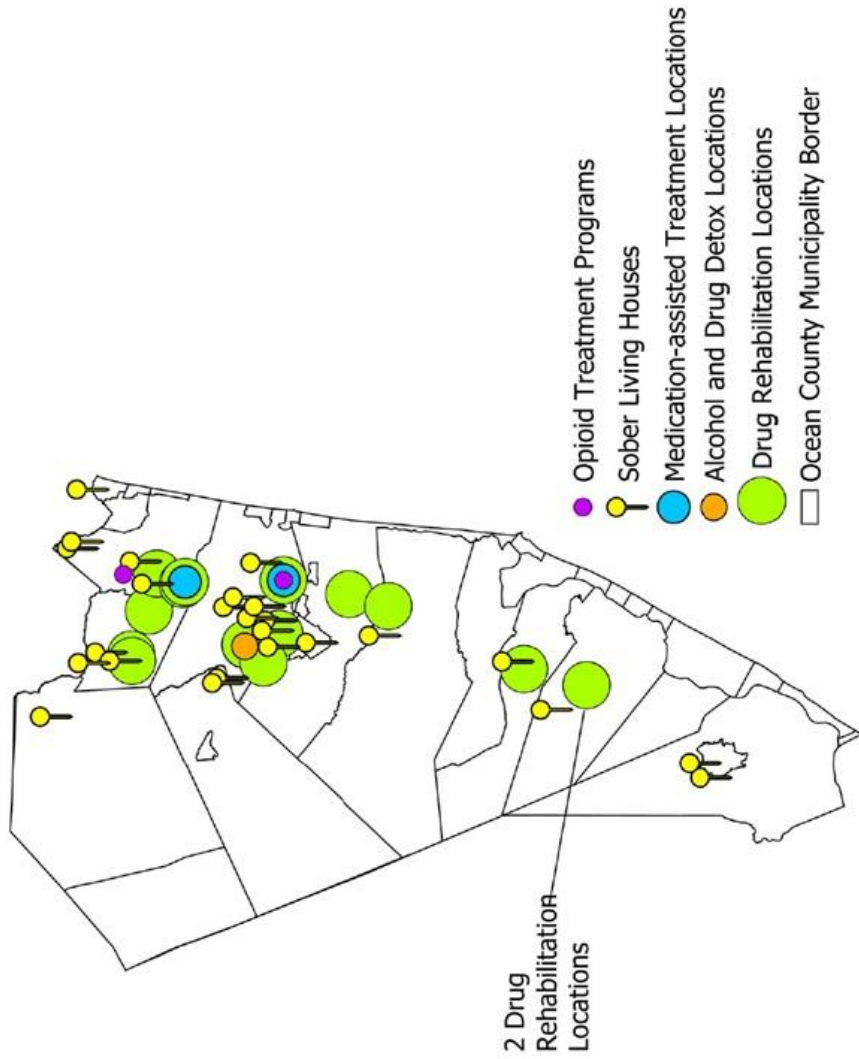 2 Drug
Rehabilitation
Locations
Opioid Treatment Programs
Sober Living Houses
Medication-assisted Treatment Locations
Alcohol and Drug Detox Locations
Drug Rehabilitation Locations
Ocean County Municipality Border